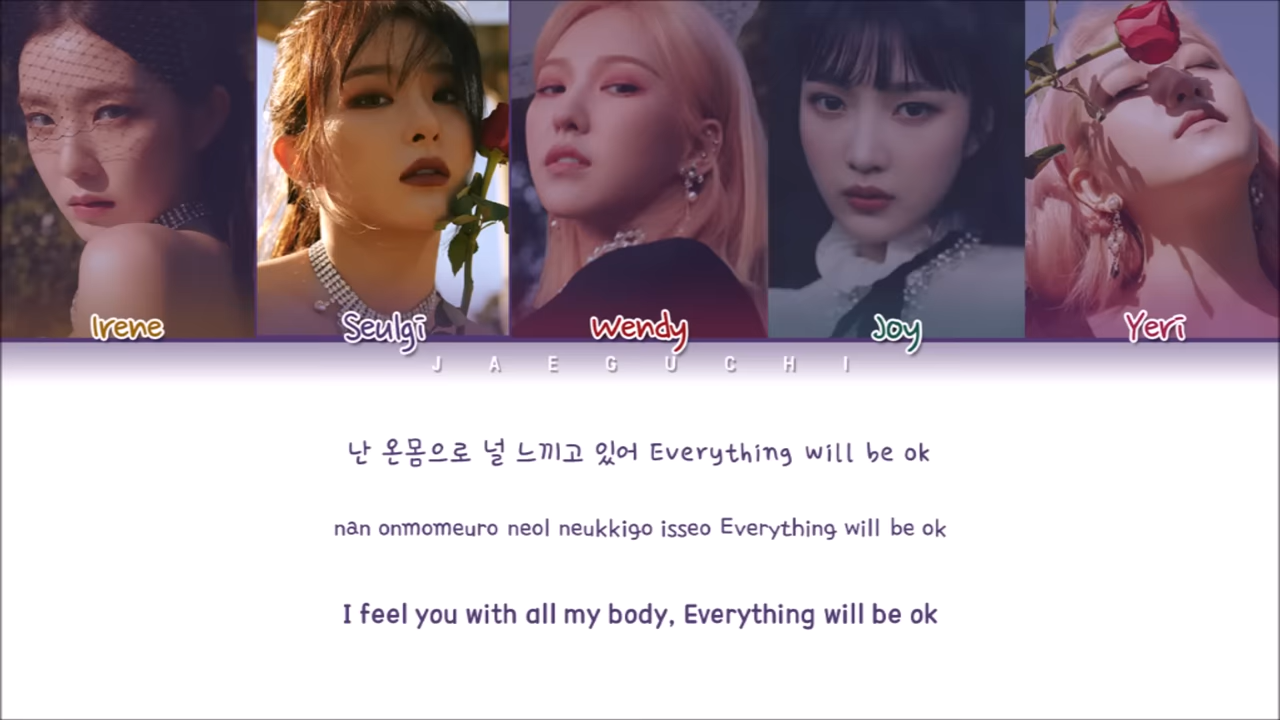 Irene
Seulgi
Wendy
Joy
Yeri
JAEGUCHI
난 온몸으로 널 느끼고 있어 Everything will be ok
nan onmomeuro neol neukkigo isseo Everything will be ok
I feel you with all my body, Everything will be ok